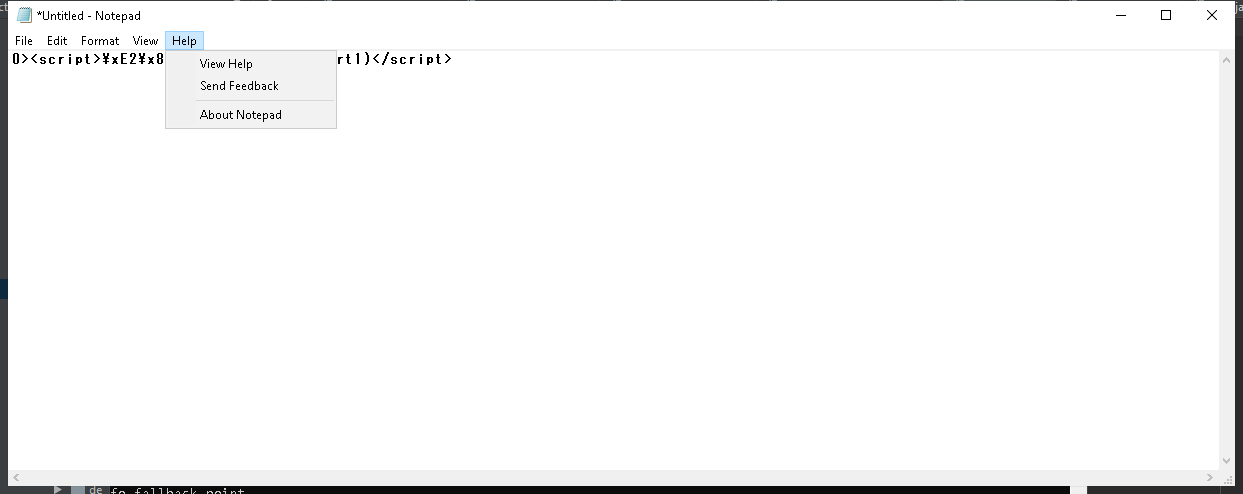 *Untitled - Notepad
File Edit Format View Help
0><script>¥xE2¥x8 rt1)</script>
View Help
Send Feedback
About Notepad
de fo fallback point